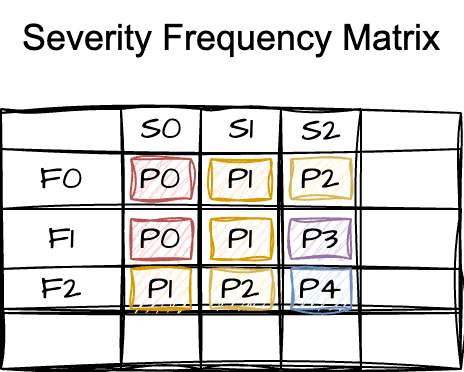 Severity Frequency Matrix
S0 S1 S2
F0 P0 P1 P2
F1 P0 P1 P3
F2 P1 P2 P4